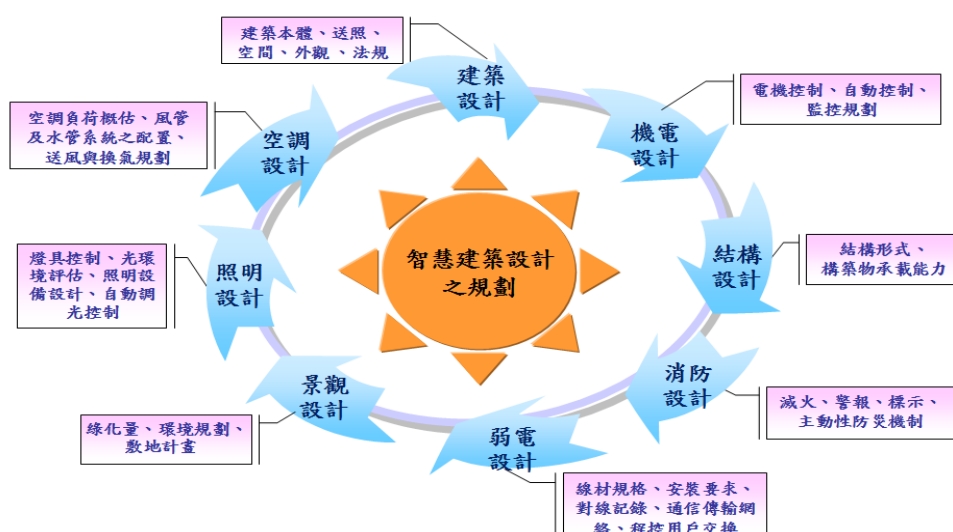 建築本體、送照、
空間、外觀、法規
建築
設計
電機控制、自動控制、
監控規劃
機電
設計
空調負荷概估、風管
及水管系統之配置、
送風與換氣規劃
空調
設計
智慧建築設計
之規劃
結構
設計
結構形式、
構築物承載能力
燈具控制、光環
境評估、照明設
備設計、自動調
光控制
照明
設計
消防
設計
滅火、警報、標示、
主動性防災機制
景觀
設計
綠化量、環境規劃、
敷地計畫
弱電
設計
線材規格、安裝要求、
對線記錄、通信傳輸網
絡、程控用戶交換